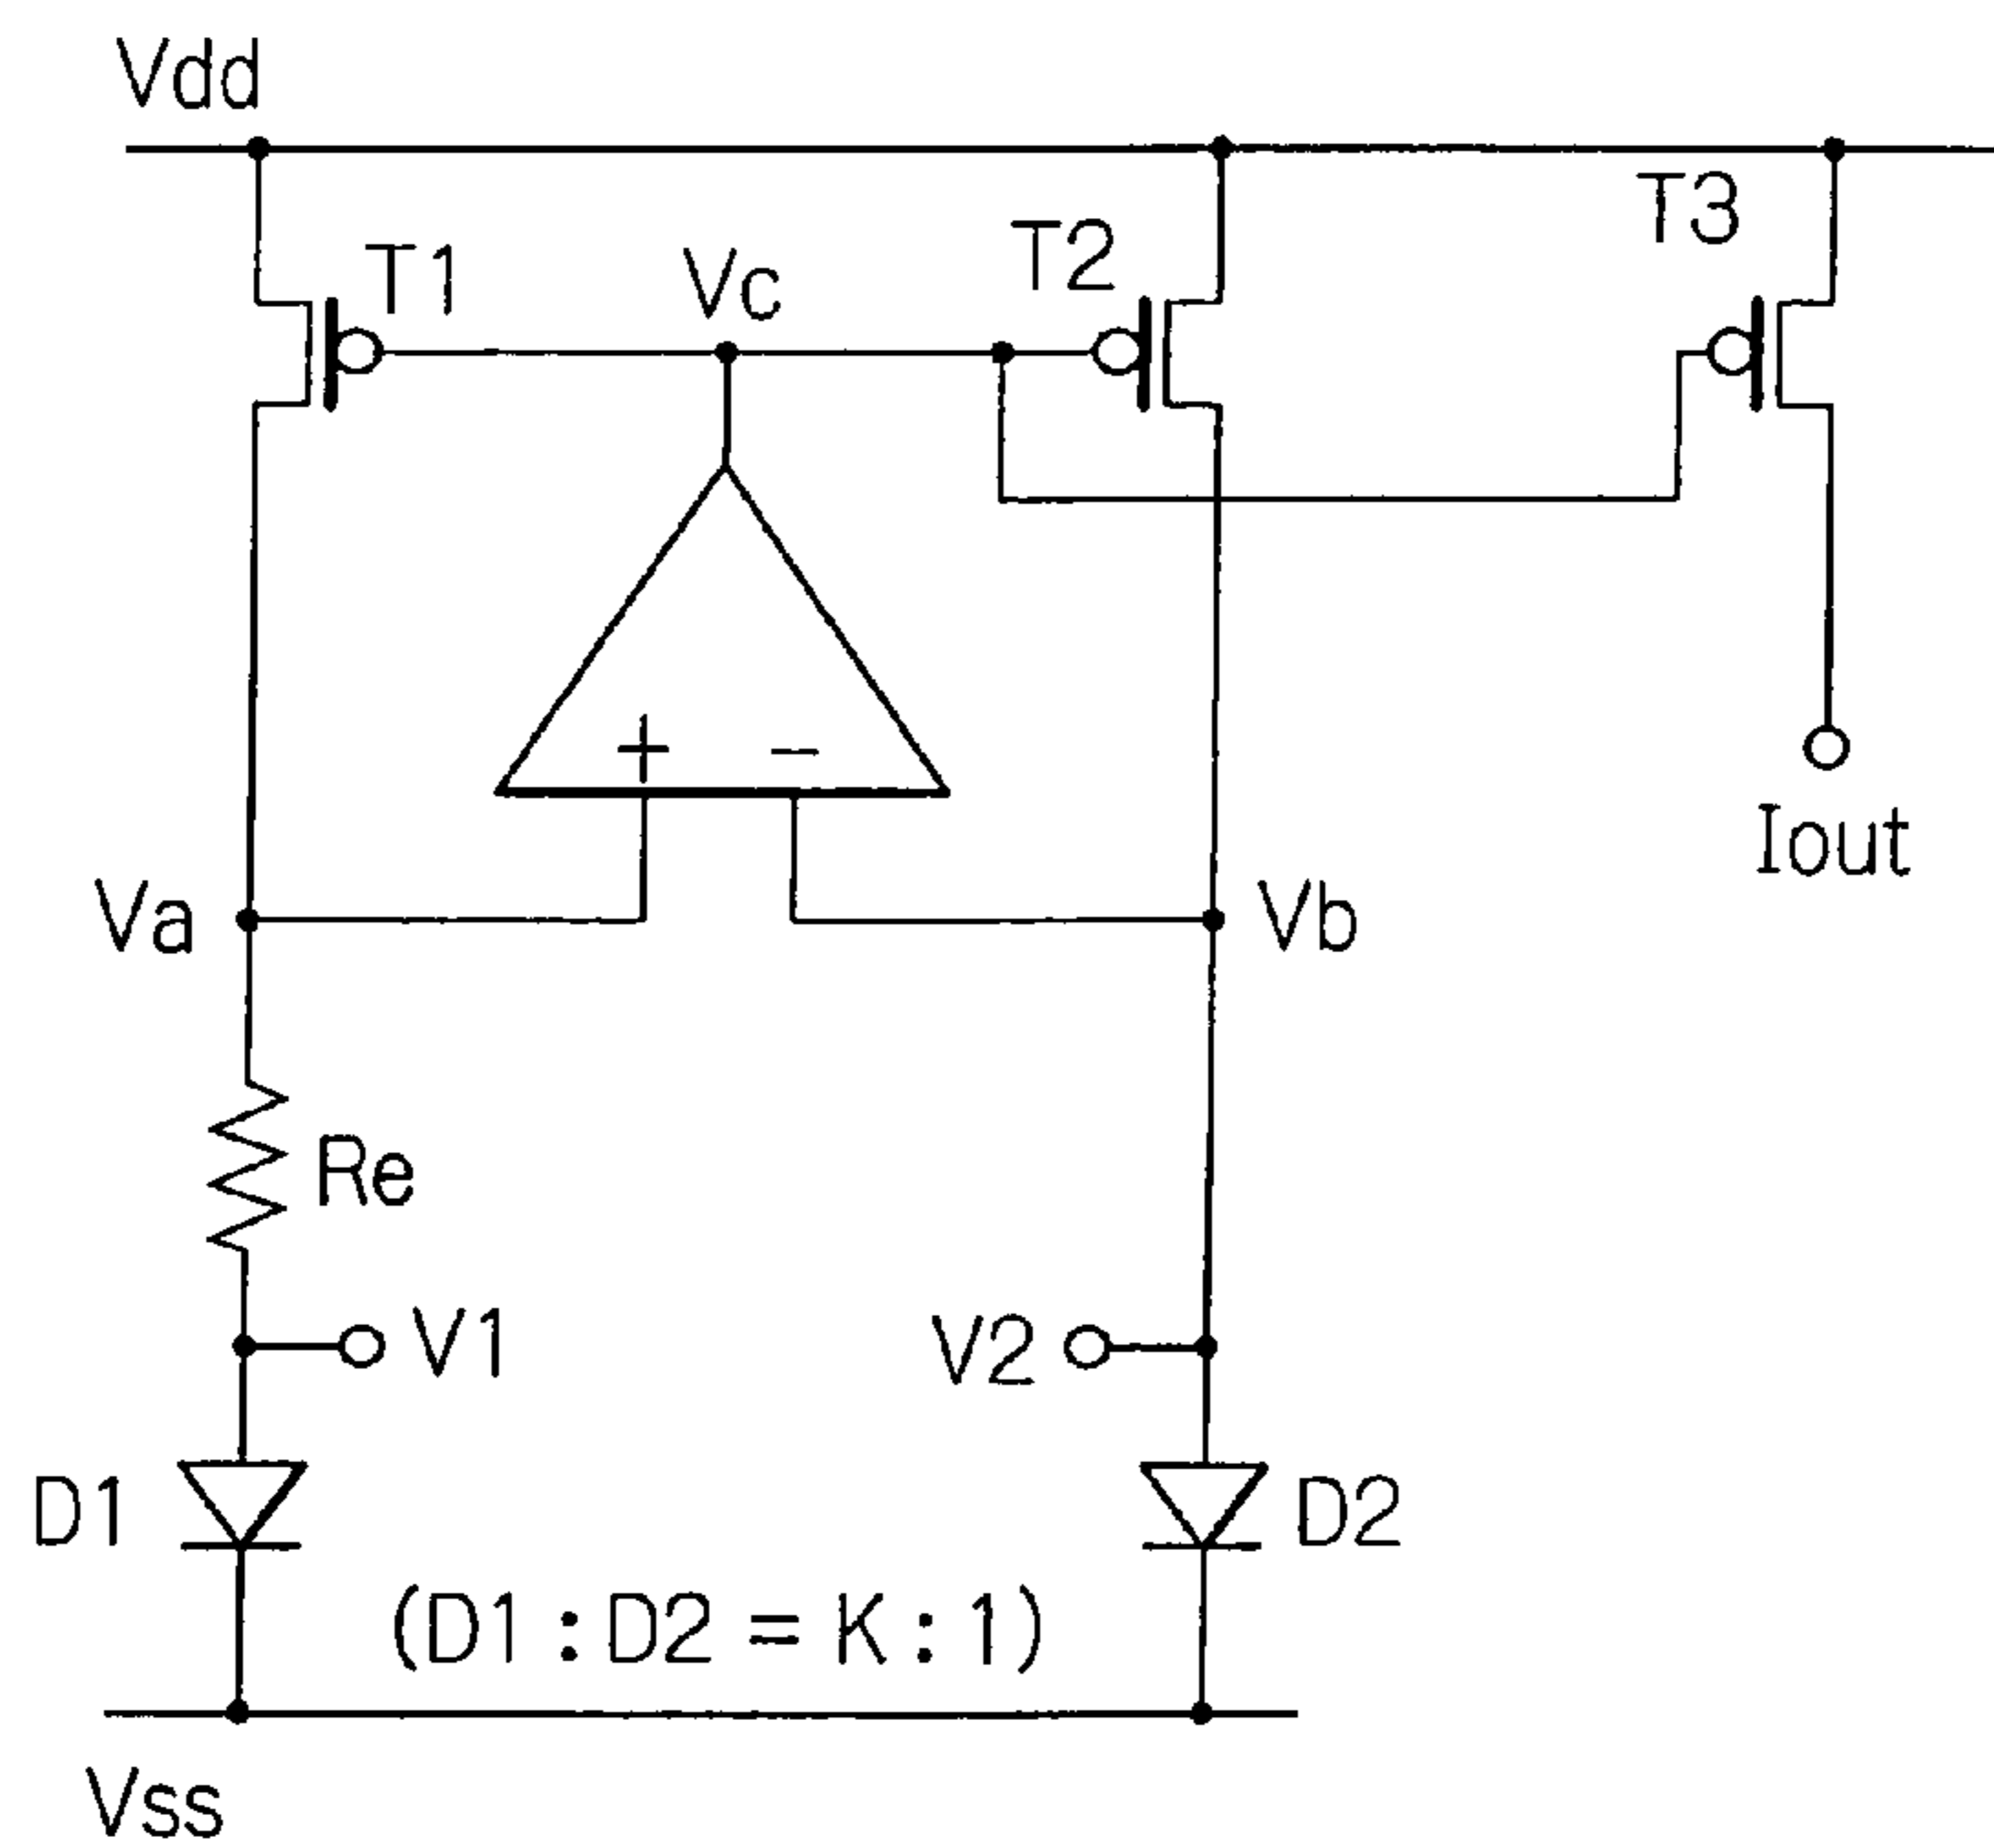 Vdd
T1
Vc
T2
T3
+
-
Va
Vb
Iout
Re
V1
V2
D1
D2
(D1 : D2 = K : 1)
Vss